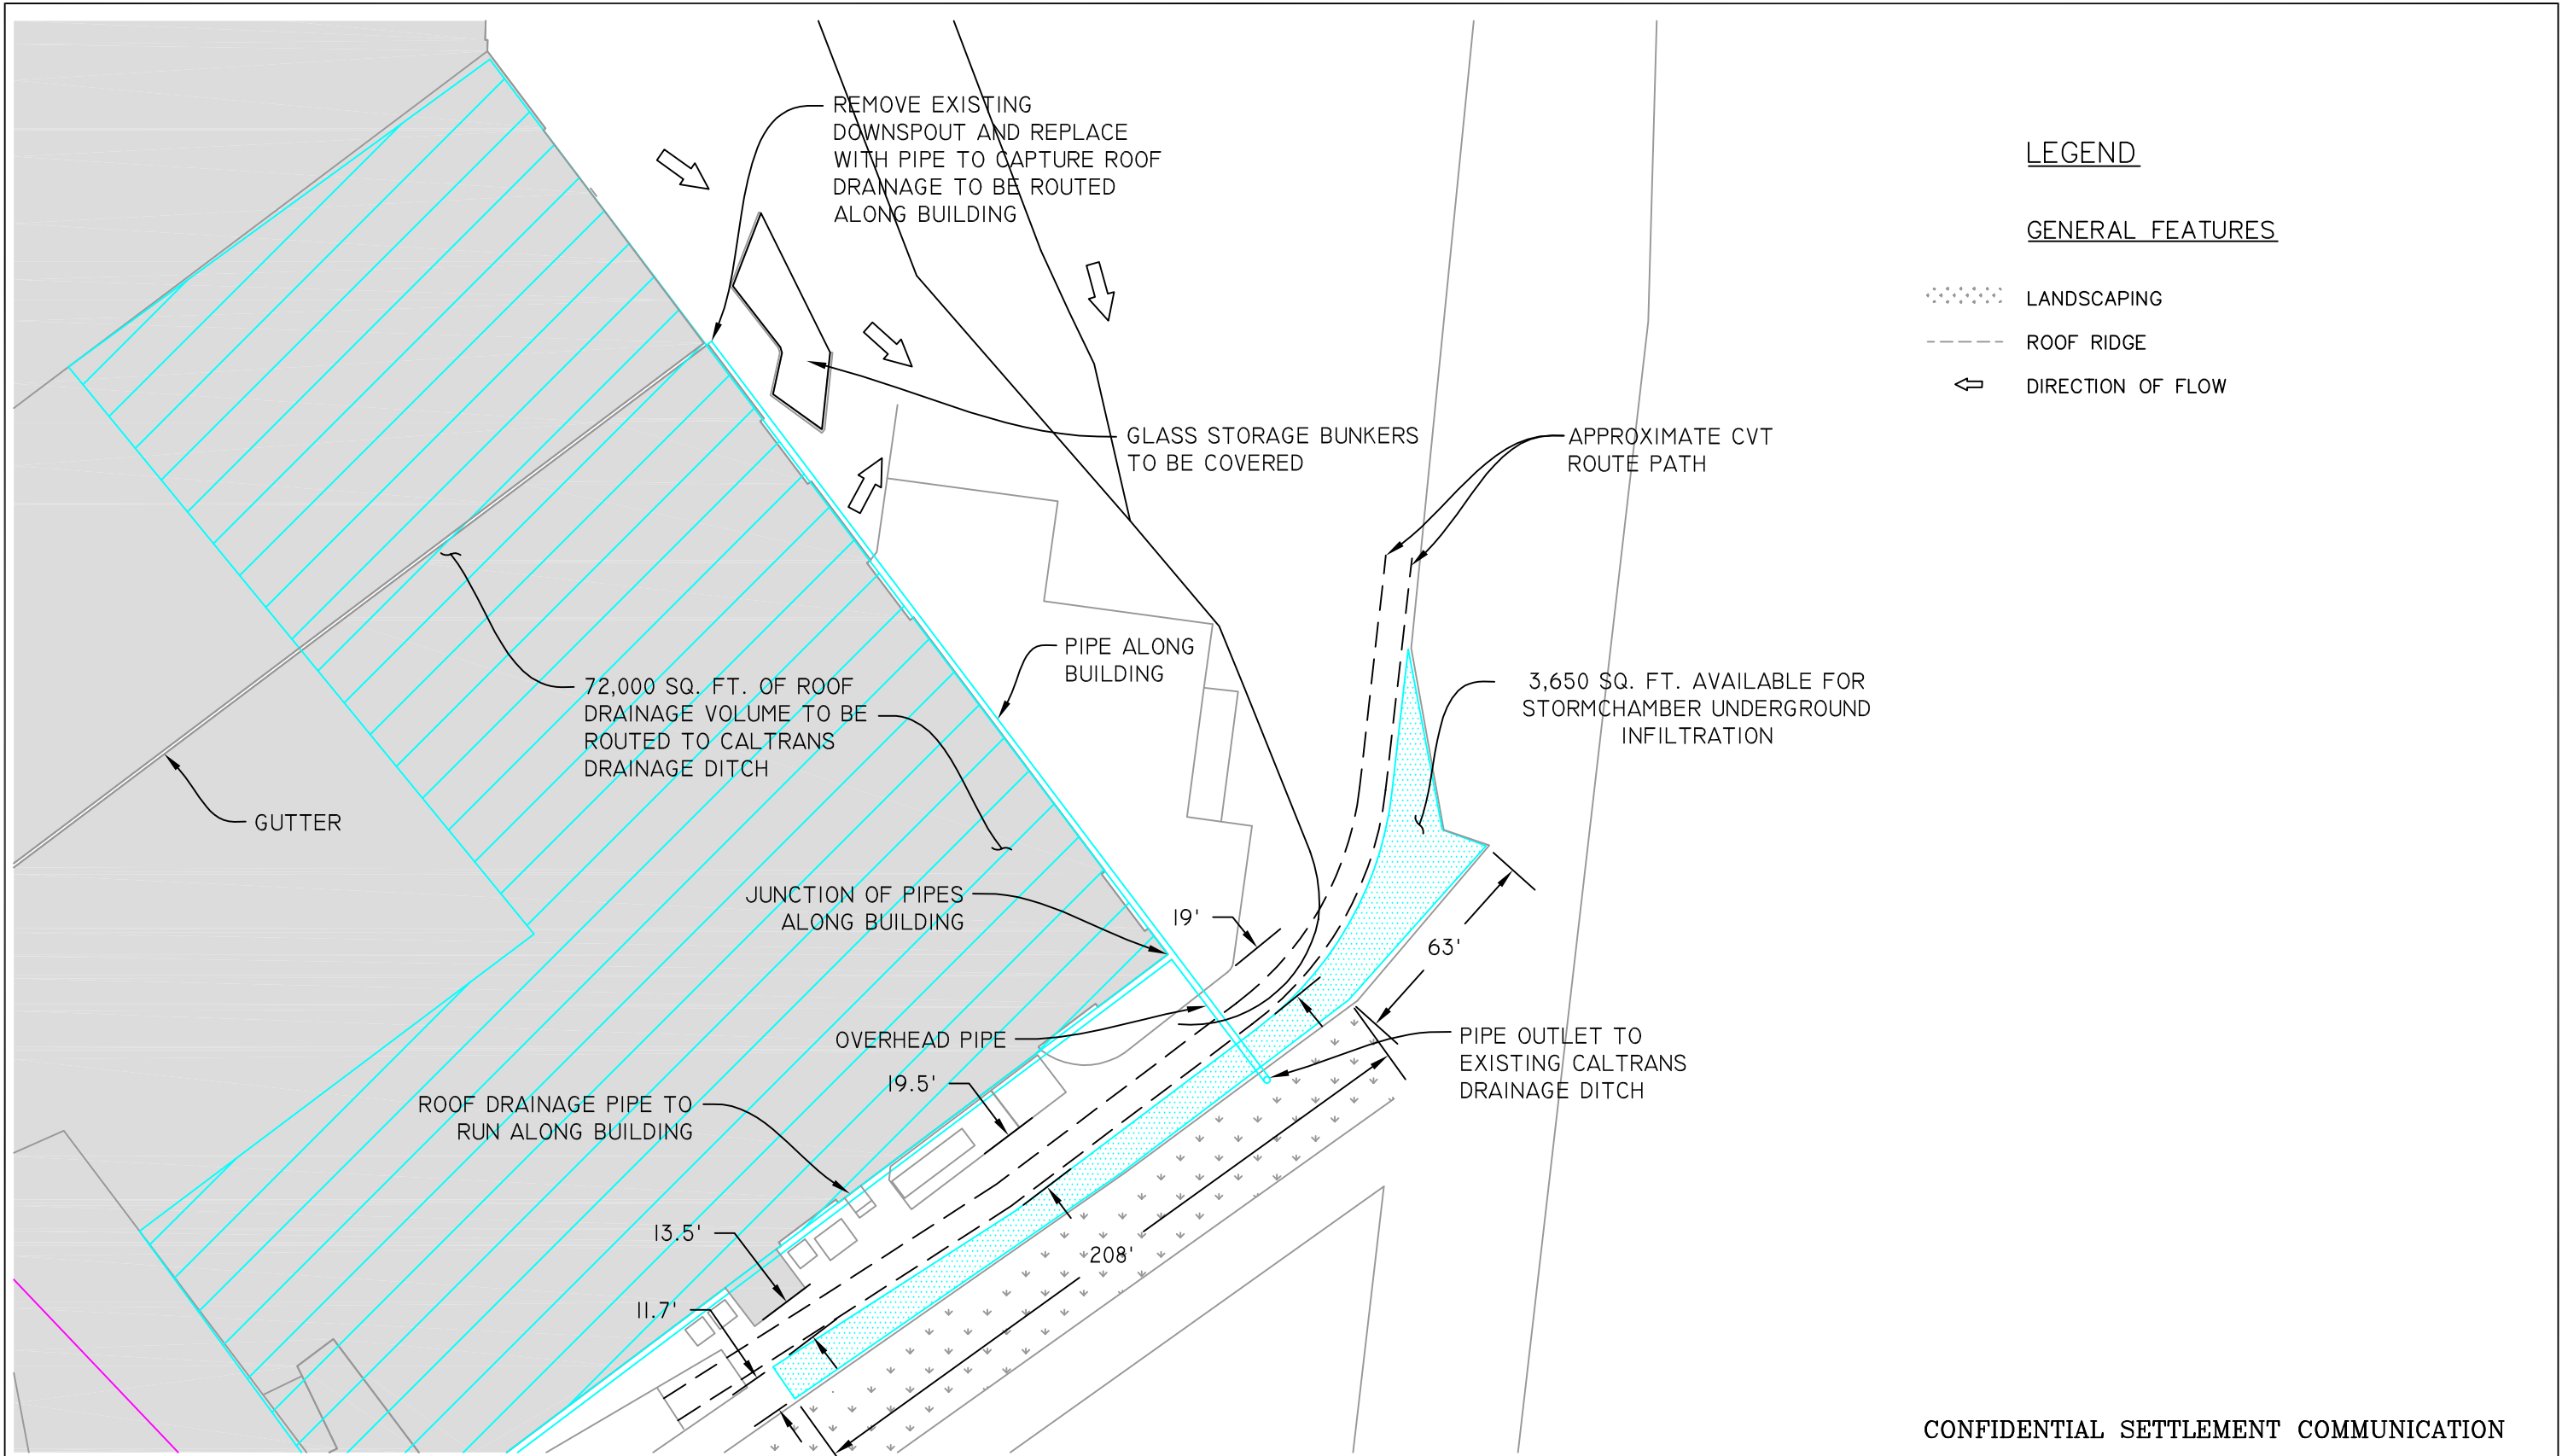 REMOVE EXISTING
DOWNSPOUT AND REPLACE
WITH PIPE TO CAPTURE ROOF
DRAINAGE TO BE ROUTED
ALONG BUILDING
LEGEND
GENERAL FEATURES
LANDSCAPING
ROOF RIDGE
DIRECTION OF FLOW
GLASS STORAGE BUNKERS
TO BE COVERED
APPROXIMATE CVT
ROUTE PATH
PIPE ALONG
BUILDING
72,000 SQ. FT. OF ROOF
DRAINAGE VOLUME TO BE
ROUTED TO CALTRANS
DRAINAGE DITCH
3,650 SQ. FT. AVAILABLE FOR
STORMCHAMBER UNDERGROUND
INFILTRATION
GUTTER
JUNCTION OF PIPES
ALONG BUILDING
19'
63'
OVERHEAD PIPE
PIPE OUTLET TO
EXISTING CALTRANS
DRAINAGE DITCH
19.5'
ROOF DRAINAGE PIPE TO
RUN ALONG BUILDING
13.5'
208'
11.7'
CONFIDENTIAL SETTLEMENT COMMUNICATION